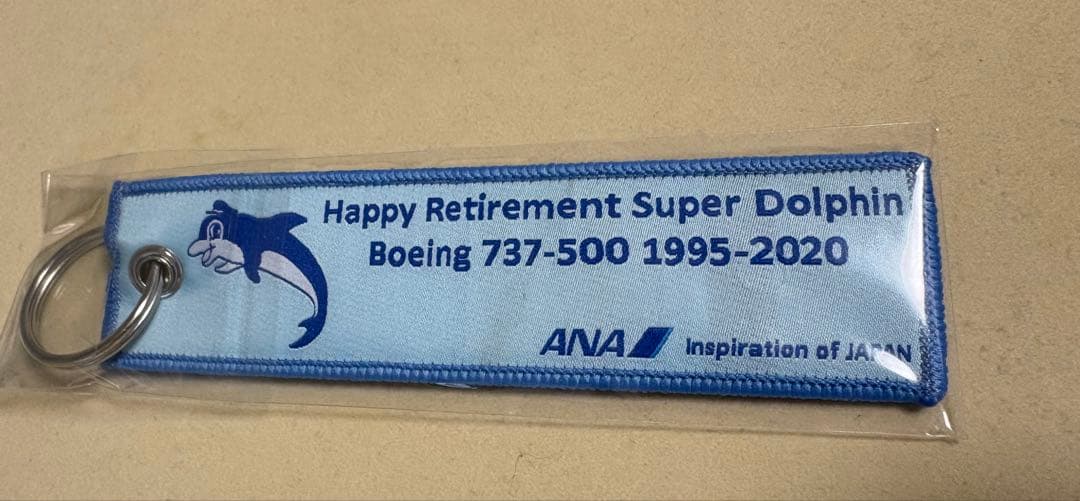 Happy Retirement Super Dolphin
Boeing 737-500 1995-2020
ANA Inspiration of JAPAN